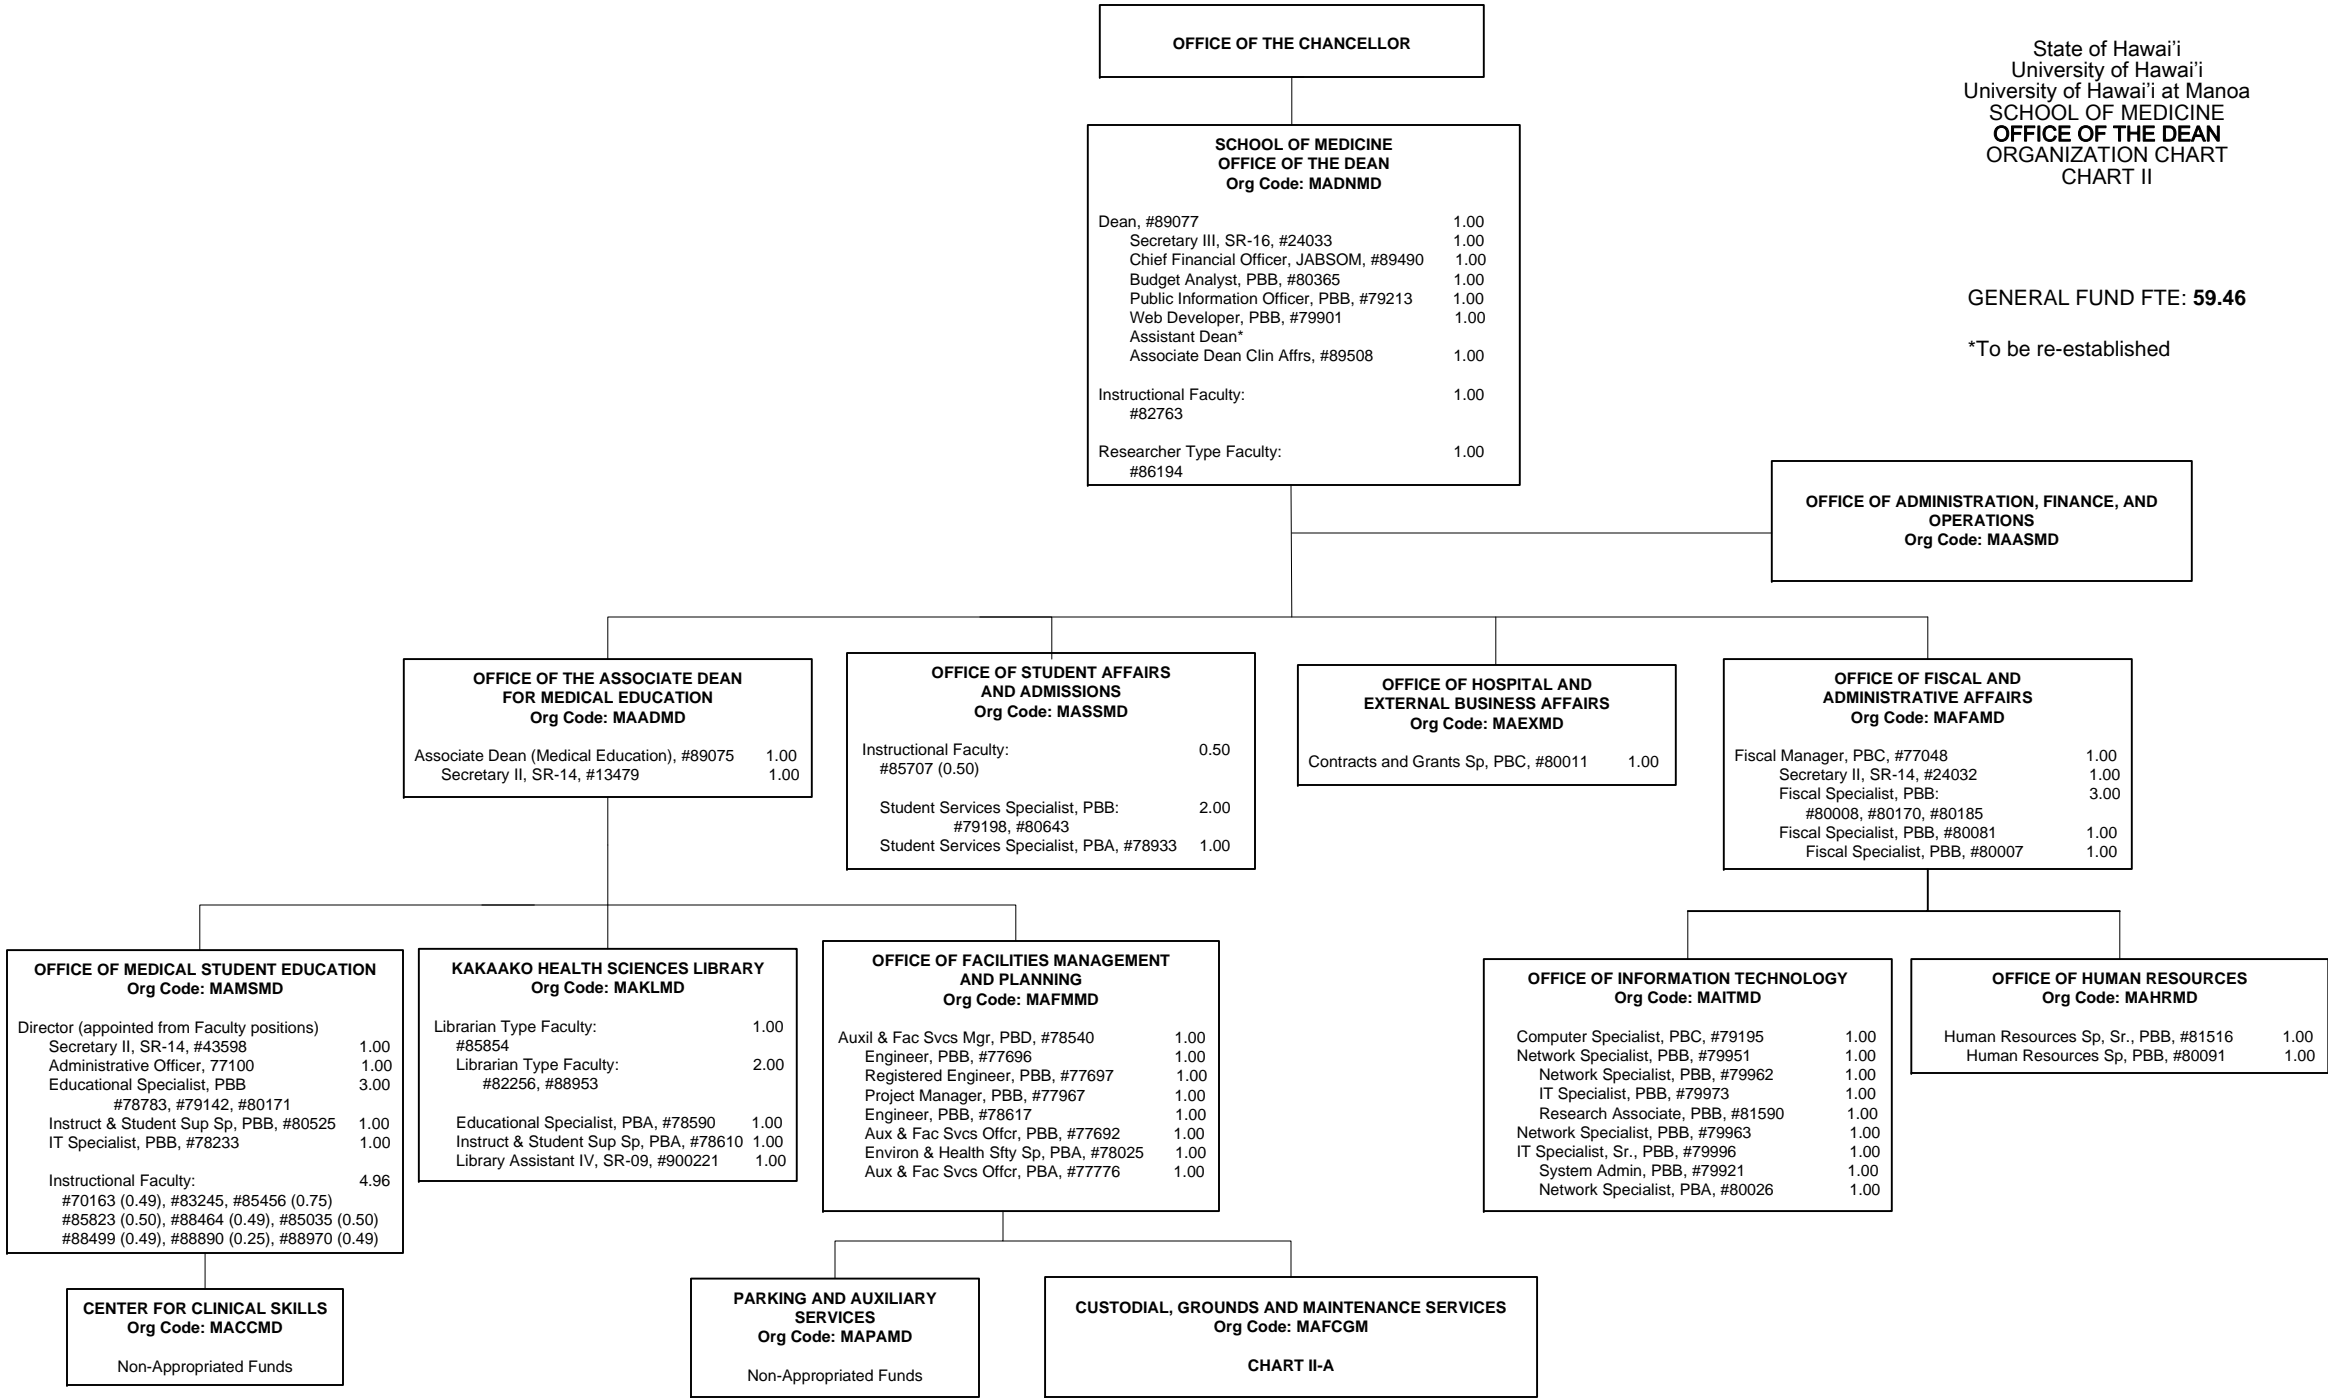 OFFICE OF THE CHANCELLOR
State of Hawai'i
University of Hawai'i
University of Hawai'i at Manoa
SCHOOL OF MEDICINE
OFFICE OF THE DEAN
ORGANIZATION CHART
CHART II
GENERAL FUND FTE: 59.46
*To be re-established
SCHOOL OF MEDICINE
OFFICE OF THE DEAN
Org Code: MADNMD
Dean, #89077 1.00
Secretary III, SR-16, #24033 1.00
Chief Financial Officer, JABSOM, #89490 1.00
Budget Analyst, PBB, #80365 1.00
Public Information Officer, PBB, #79213 1.00
Web Developer, PBB, #79901 1.00
Assistant Dean*
Associate Dean Clin Affrs, #89508 1.00
Instructional Faculty: 1.00
#82763
Researcher Type Faculty: 1.00
#86194
OFFICE OF ADMINISTRATION, FINANCE, AND
OPERATIONS
Org Code: MAASMD
OFFICE OF THE ASSOCIATE DEAN
FOR MEDICAL EDUCATION
Org Code: MAADMD
Associate Dean (Medical Education), #89075 1.00
Secretary II, SR-14, #13479 1.00
OFFICE OF STUDENT AFFAIRS
AND ADMISSIONS
Org Code: MASSMD
Instructional Faculty: 0.50
#85707 (0.50)
Student Services Specialist, PBB: 2.00
#79198, #80643
Student Services Specialist, PBA, #78933 1.00
OFFICE OF HOSPITAL AND
EXTERNAL BUSINESS AFFAIRS
Org Code: MAEXMD
Contracts and Grants Sp, PBC, #80011 1.00
OFFICE OF FISCAL AND
ADMINISTRATIVE AFFAIRS
Org Code: MAFAMD
Fiscal Manager, PBC, #77048 1.00
Secretary II, SR-14, #24032 1.00
Fiscal Specialist, PBB: 3.00
#80008, #80170, #80185
Fiscal Specialist, PBB, #80081 1.00
Fiscal Specialist, PBB, #80007 1.00
OFFICE OF MEDICAL STUDENT EDUCATION
Org Code: MAMSMD
Director (appointed from Faculty positions)
Secretary II, SR-14, #43598 1.00
Administrative Officer, 77100 1.00
Educational Specialist, PBB 3.00
#78783, #79142, #80171
Instruct & Student Sup Sp, PBB, #80525 1.00
IT Specialist, PBB, #78233 1.00
Instructional Faculty: 4.96
#70163 (0.49), #83245, #85456 (0.75)
#85823 (0.50), #88464 (0.49), #85035 (0.50)
#88499 (0.49), #88890 (0.25), #88970 (0.49)
KAKAAKO HEALTH SCIENCES LIBRARY
Org Code: MAKLMD
Librarian Type Faculty: 1.00
#85854
Librarian Type Faculty: 2.00
#82256, #88953
Educational Specialist, PBA, #78590 1.00
Instruct & Student Sup Sp, PBA, #78610 1.00
Library Assistant IV, SR-09, #900221 1.00
OFFICE OF FACILITIES MANAGEMENT
AND PLANNING
Org Code: MAFMMD
Auxil & Fac Svcs Mgr, PBD, #78540 1.00
Engineer, PBB, #77696 1.00
Registered Engineer, PBB, #77697 1.00
Project Manager, PBB, #77967 1.00
Engineer, PBB, #78617 1.00
Aux & Fac Svcs Offcr, PBB, #77692 1.00
Environ & Health Sfty Sp, PBA, #78025 1.00
Aux & Fac Svcs Offcr, PBA, #77776 1.00
OFFICE OF INFORMATION TECHNOLOGY
Org Code: MAITMD
Computer Specialist, PBC, #79195 1.00
Network Specialist, PBB, #79951 1.00
Network Specialist, PBB, #79962 1.00
IT Specialist, PBB, #79973 1.00
Research Associate, PBB, #81590 1.00
Network Specialist, PBB, #79963 1.00
IT Specialist, Sr., PBB, #79996 1.00
System Admin, PBB, #79921 1.00
Network Specialist, PBA, #80026 1.00
OFFICE OF HUMAN RESOURCES
Org Code: MAHRMD
Human Resources Sp, Sr., PBB, #81516 1.00
Human Resources Sp, PBB, #80091 1.00
CENTER FOR CLINICAL SKILLS
Org Code: MACCMD
Non-Appropriated Funds
PARKING AND AUXILIARY
SERVICES
Org Code: MAPAMD
Non-Appropriated Funds
CUSTODIAL, GROUNDS AND MAINTENANCE SERVICES
Org Code: MAFCGM
CHART II-A